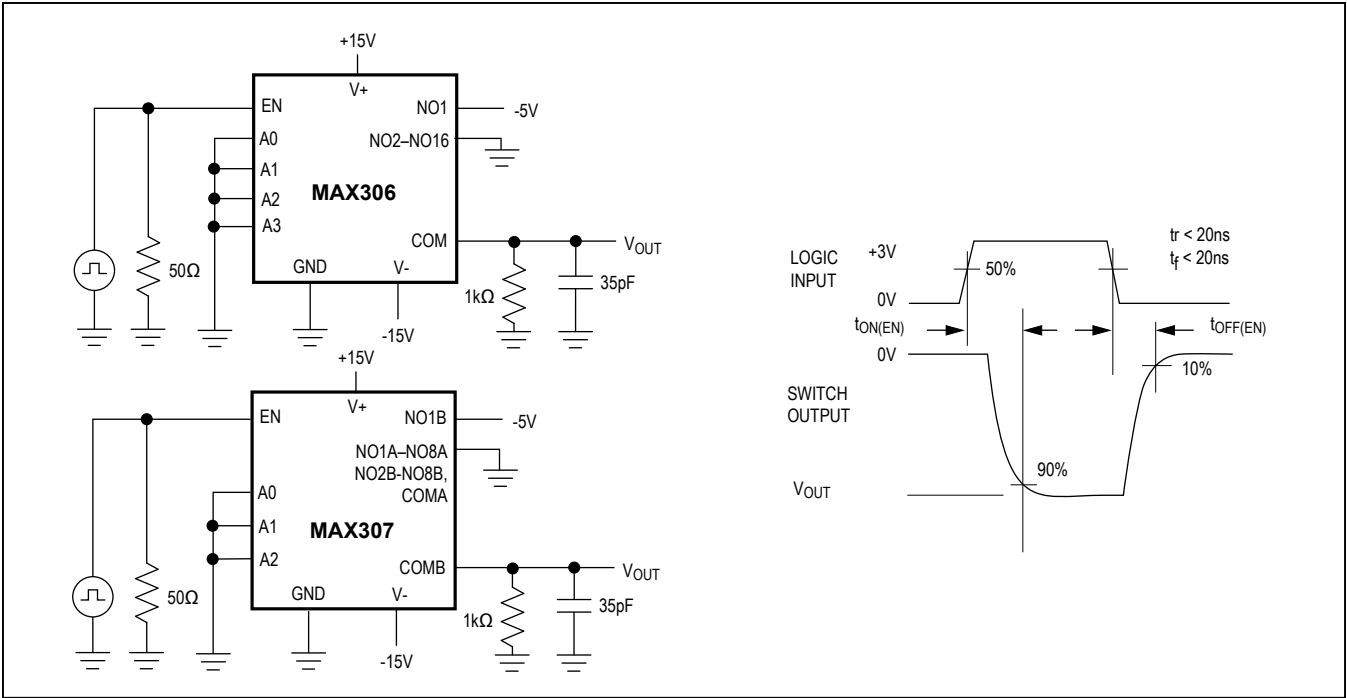 +15V
V+
EN
NO1
-5V
A0
NO2–NO16
A1
A2
MAX306
A3
COM
VOUT
GND
V-
50Ω
1kΩ
35pF
-15V
+15V
V+
EN
NO1B
-5V
NO1A–NO8A
NO2B-NO8B,
COMA
A0
A1
MAX307
A2
COMB
VOUT
GND
V-
50Ω
1kΩ
35pF
-15V
LOGIC
INPUT
+3V
50%
0V
tr < 20ns
tf < 20ns
tON(EN)
tOFF(EN)
0V
10%
SWITCH
OUTPUT
90%
VOUT